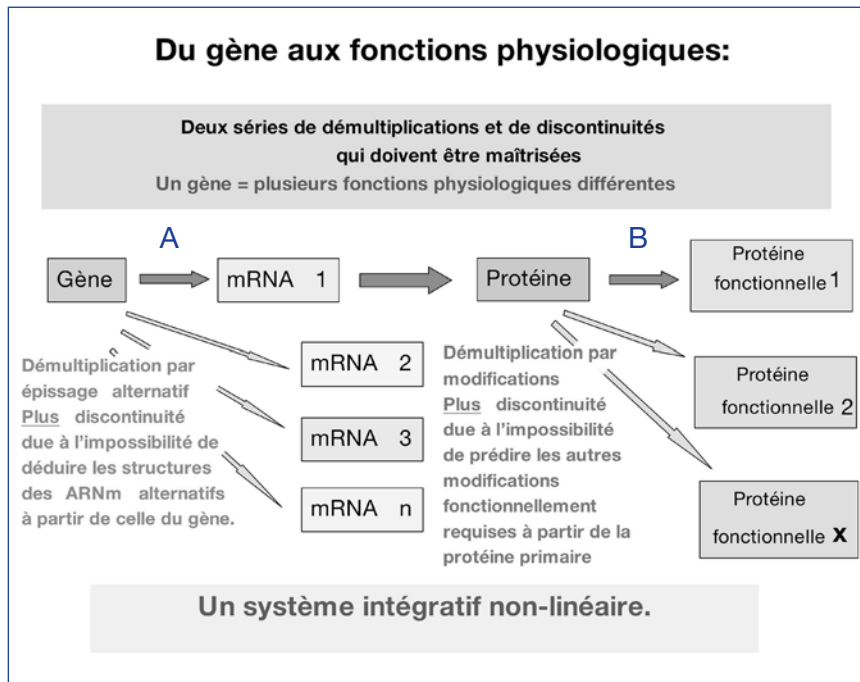 Du gène aux fonctions physiologiques:
Deux séries de démultiplications et de discontinuités
qui doivent être maîtrisées
Un gène = plusieurs fonctions physiologiques différentes
A
B
Gène
mRNA 1
Protéine
Protéine
fonctionnelle 1
Démultiplication par
épissage alternatif
Plus discontinuité
due à l'impossibilité de
déduire les structures
des ARNm alternatifs
à partir de celle du gène.
mRNA 2
mRNA 3
mRNA n
Démultiplication par
modifications
Plus discontinuité
due à l'impossibilité
de prédire les autres
modifications
fonctionnellement
requises à partir de la
protéine primaire
Protéine
fonctionnelle 2
Protéine
fonctionnelle x
Un système intégratif non-linéaire.